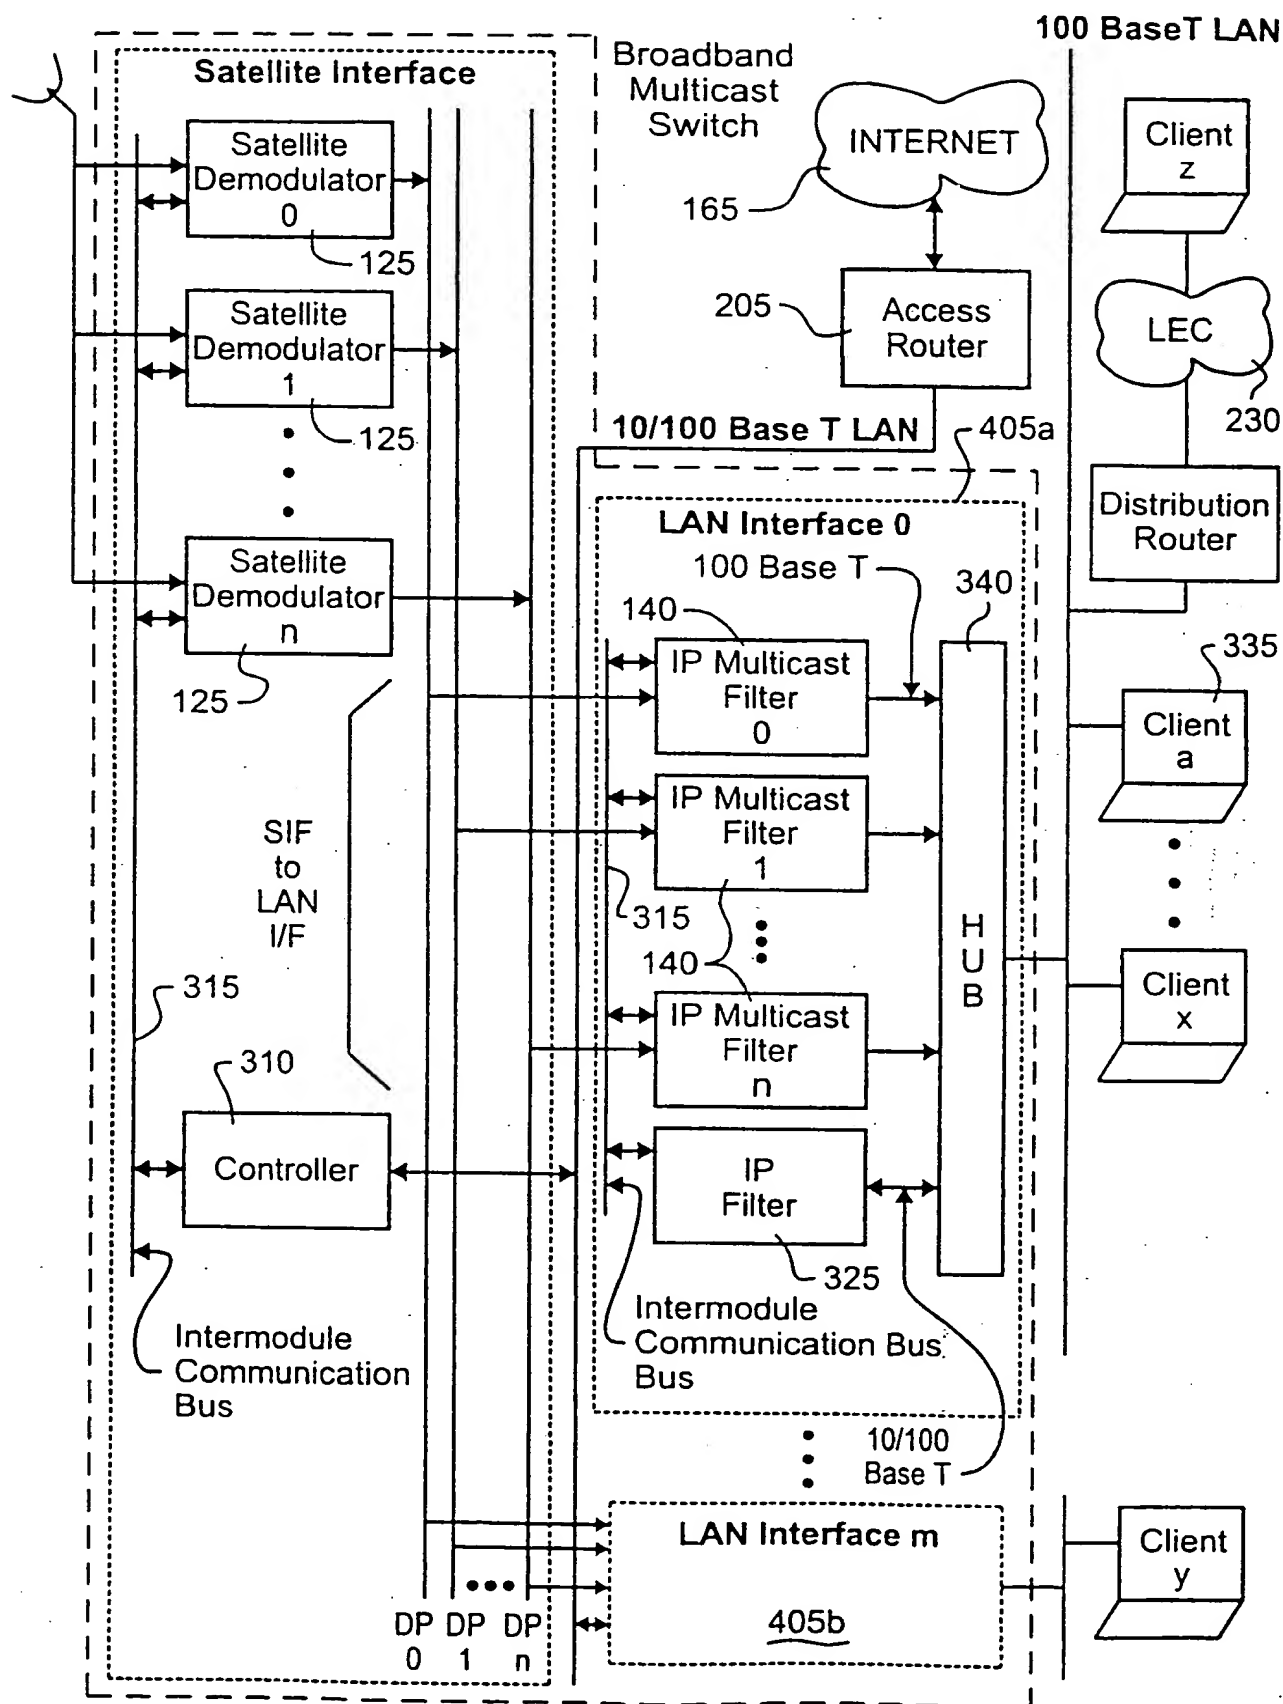 100 BaseT LAN
Satellite Interface
Broadband
Multicast
Switch
Satellite
Demodulator
0
125
Satellite
Demodulator
1
125
Satellite
Demodulator
n
125
INTERNET
165
Access
Router
205
10/100 Base T LAN
405a
Client
z
LEC
230
Distribution
Router
LAN Interface 0
100 Base T
340
140
IP Multicast
Filter
0
IP Multicast
Filter
1
315
140
IP Multicast
Filter
n
IP
Filter
325
HUB
335
Client
a
Client
x
SIF
to
LAN
I/F
315
310
Controller
Intermodule
Communication
Bus
Intermodule
Communication Bus
Bus
10/100
Base T
LAN Interface m
405b
Client
y
DP DP DP
0 1 n